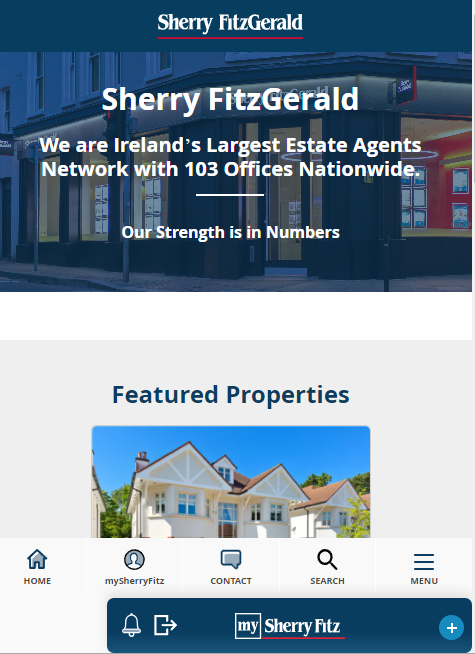 Sherry FitzGerald
Sherry FitzGerald
We are Ireland’s Largest Estate Agents
Network with 103 Offices Nationwide.
Our Strength is in Numbers
Featured Properties
HOME
mySherryFitz
CONTACT
SEARCH
MENU
my Sherry Fitz